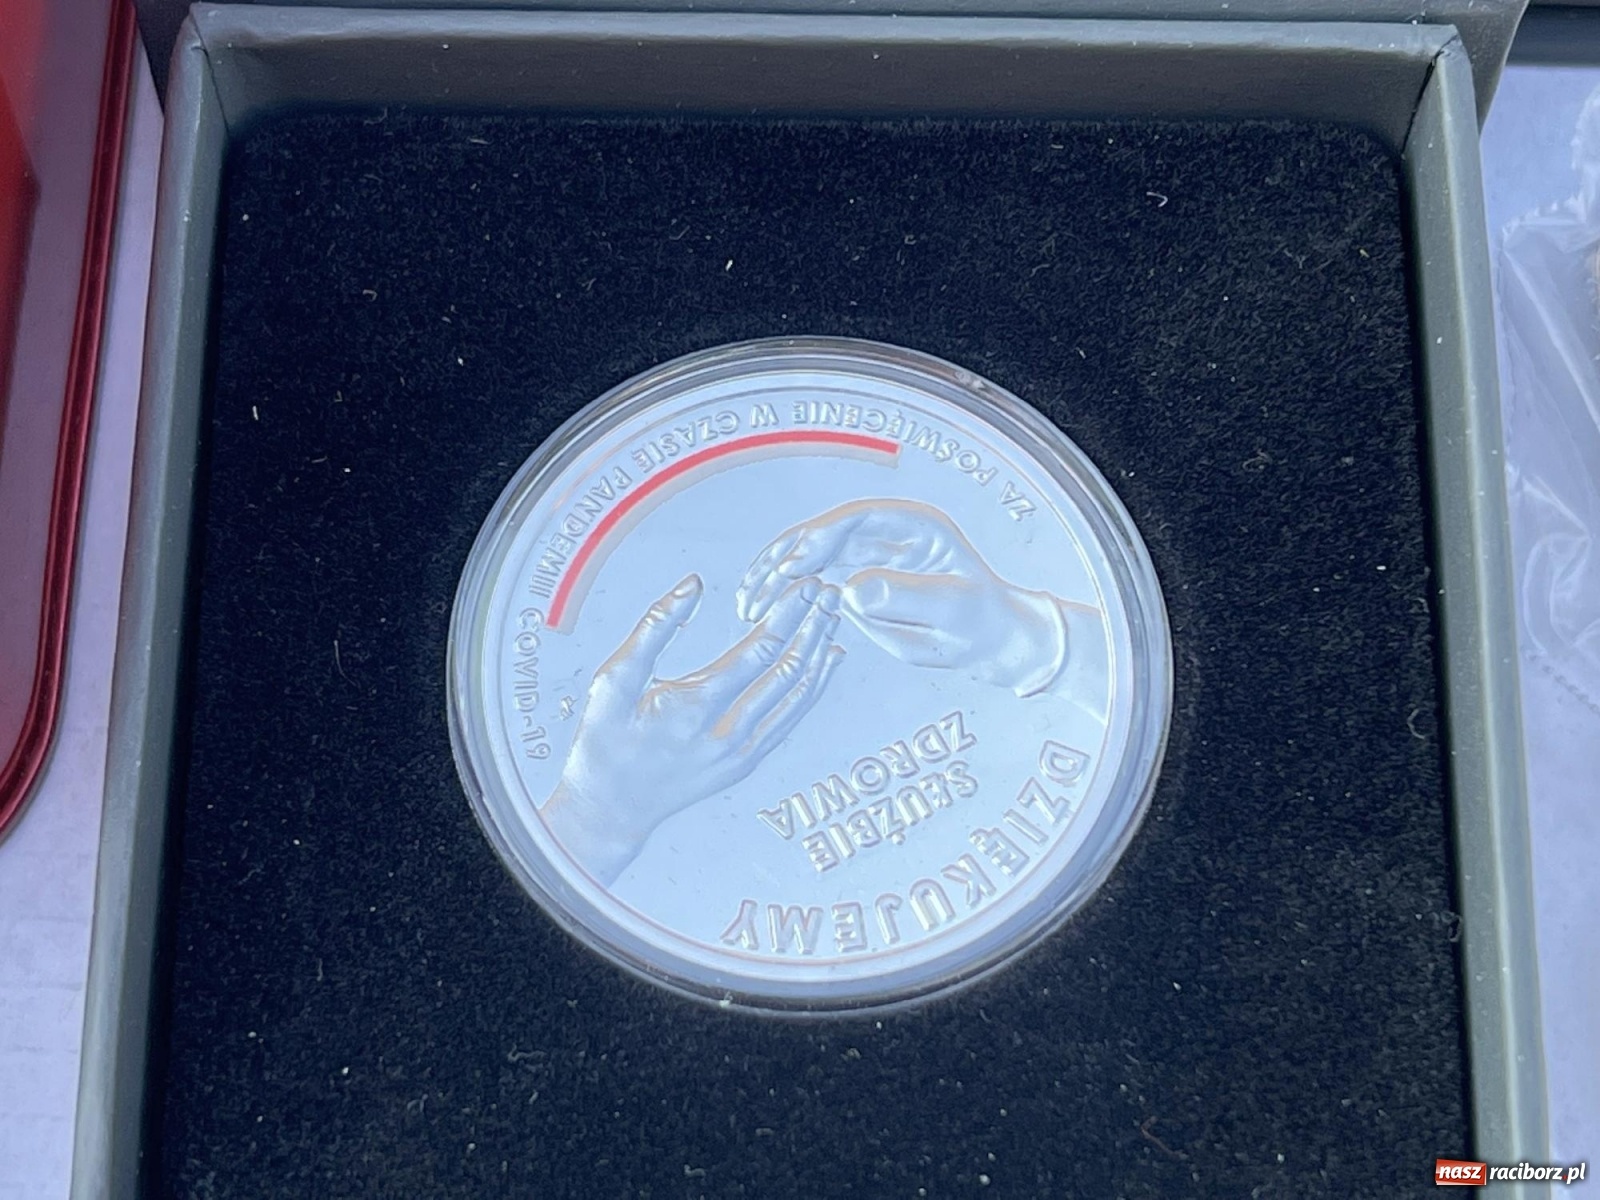 DZIĘKUJEMY
SŁUŻBIE
ZDROWIA
ZA POŚWIĘCENIE W CZASIE PANDEMII COVID-19
nasz raciborz.pl